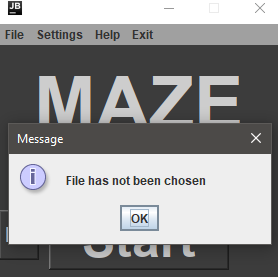 JB
File Settings Help Exit
MAZE
Message
File has not been chosen
OK
Start